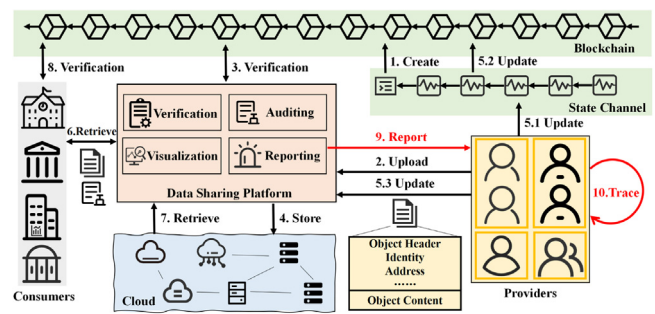 Blockchain
8. Verification
3. Verification
1. Create
5.2 Update
State Channel
5.1 Update
Verification
Auditing
Visualization
Reporting
Data Sharing Platform
6.Retrieve
9. Report
2. Upload
5.3 Update
10.Trace
7. Retrieve
4. Store
Object Header
Identity
Address
......
Object Content
Consumers
Cloud
Providers